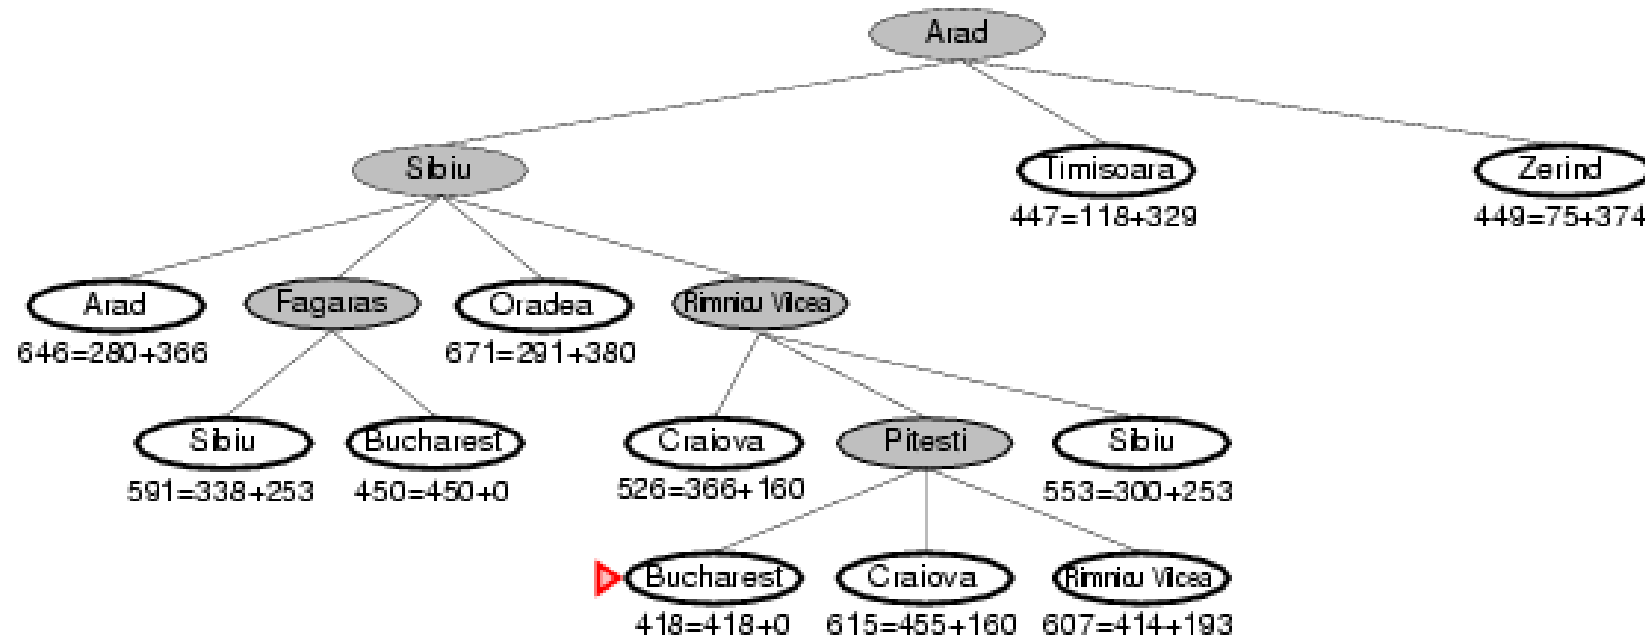 Arad
Sibiu
Timisoara
Zerind
447=118+329
449=75+374
Arad
Fagaras
Oradea
Rimnicu Vilcea
646=280+366
671=291+380
Sibiu
Bucharest
Craiova
Pitesti
Sibiu
591=338+253
450=450+0
526=366+160
553=300+253
Bucharest
Craiova
Rimnicu Vilcea
418=418+0
615=455+160
607=414+193